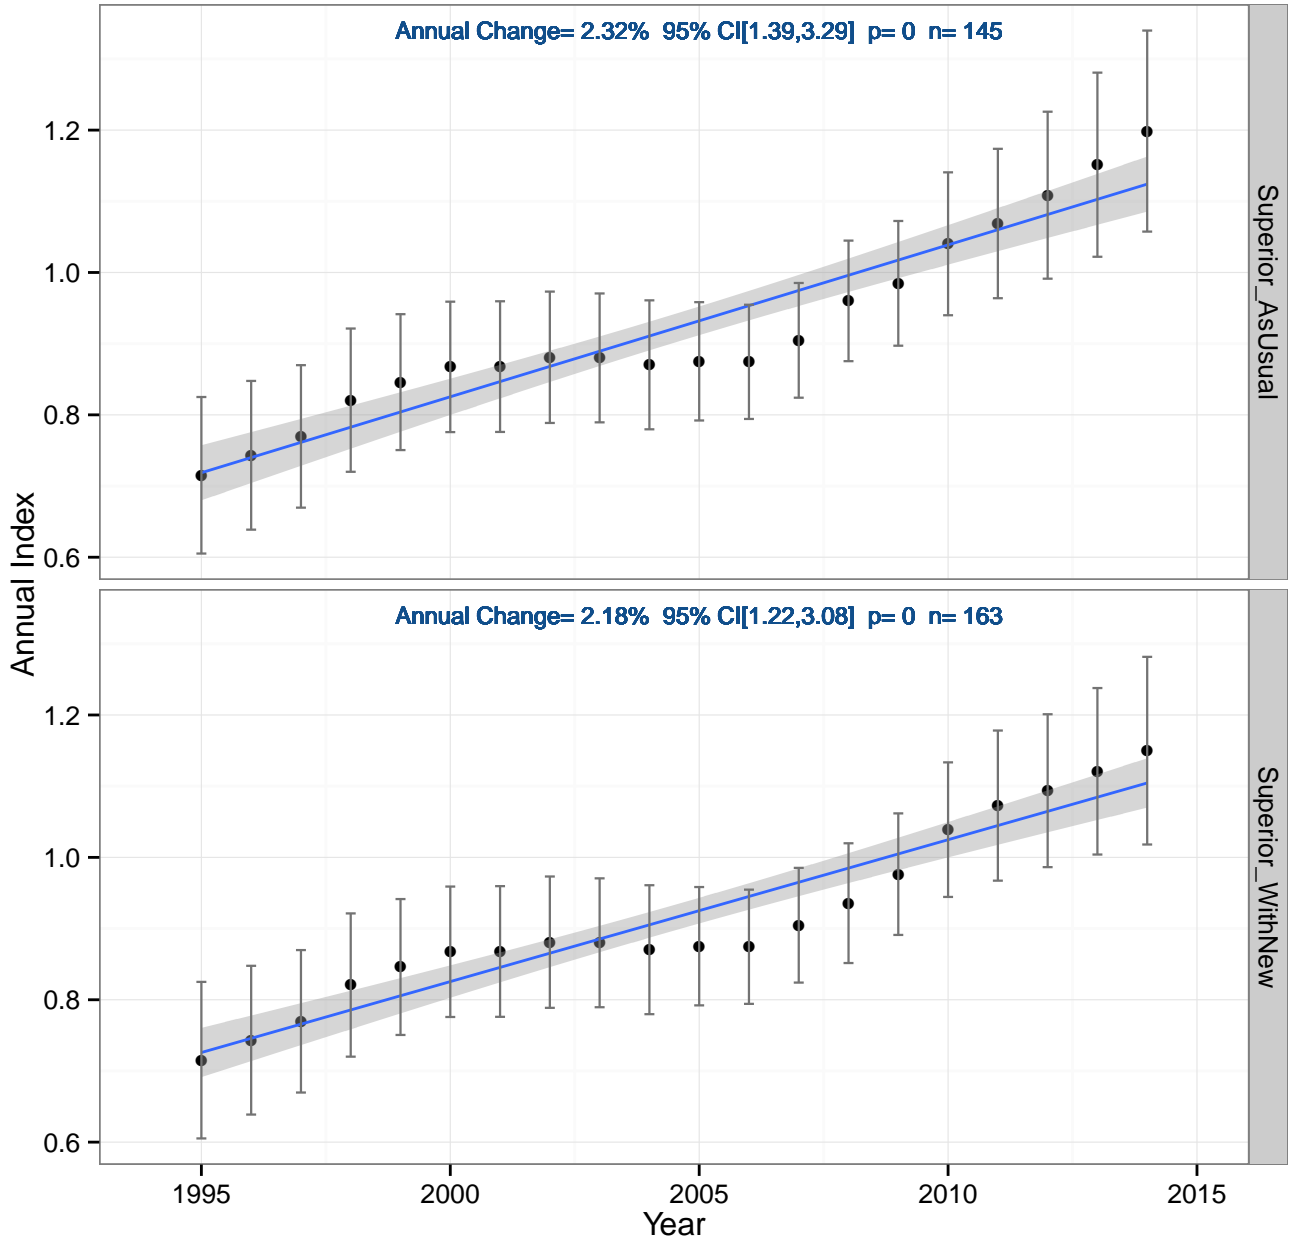 Annual Change= 2.32%  95% CI[1.39,3.29]  p= 0  n= 145
1.2
1.0
0.8
0.6
Superior_AsUsual
Annual Index
Annual Change= 2.18%  95% CI[1.22,3.08]  p= 0  n= 163
1.2
1.0
0.8
0.6
Superior_WithNew
1995 2000 2005 2010 2015
Year